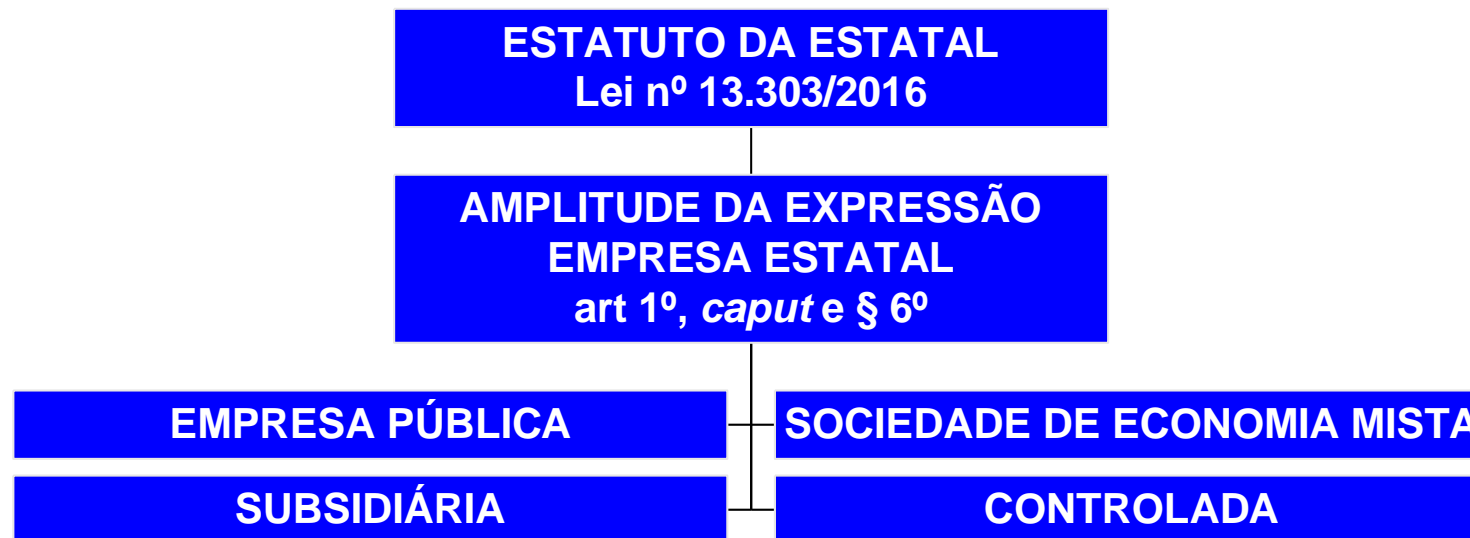 ESTATUTO DA ESTATAL
Lei nº 13.303/2016
AMPLITUDE DA EXPRESSÃO
EMPRESA ESTATAL
art 1º, caput e § 6º
EMPRESA PÚBLICA
SOCIEDADE DE ECONOMIA MISTA
SUBSIDIÁRIA
CONTROLADA